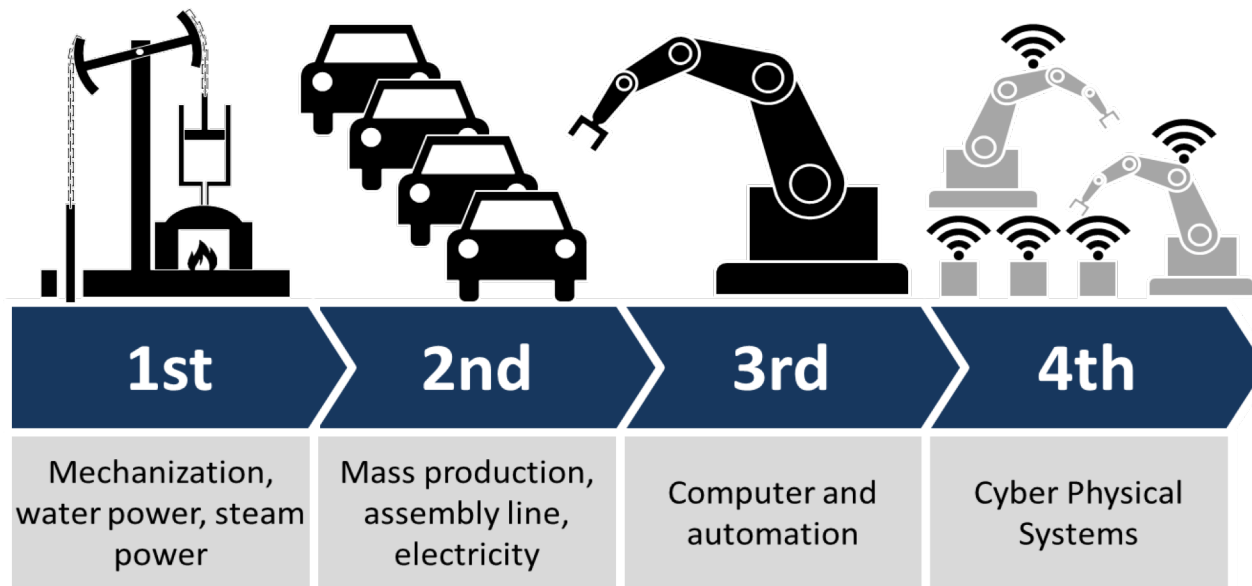 1st
2nd
3rd
4th
Mechanization,
water power, steam
power
Mass production,
assembly line,
electricity
Computer and
automation
Cyber Physical
Systems